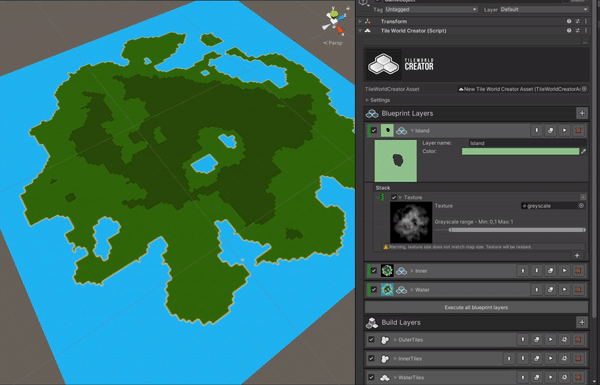 Tag Untagged Layer Default
Transform
Tile World Creator (Script)
TILEWORLD
CREATOR
TileWorldCreator Asset New Tile World Creator Asset (TileWorldCreatorAs
Settings
Blueprint Layers
Island
Layer name: Island
Color:
Stack
Texture
Texture greyscale
Greyscale range - Min: 0,1 Max: 1
Warning, texture size does not match map size. Texture will be resized.
Inner
Water
Execute all blueprint layers
Build Layers
OuterTiles
InnerTiles
WaterTiles
< Persp